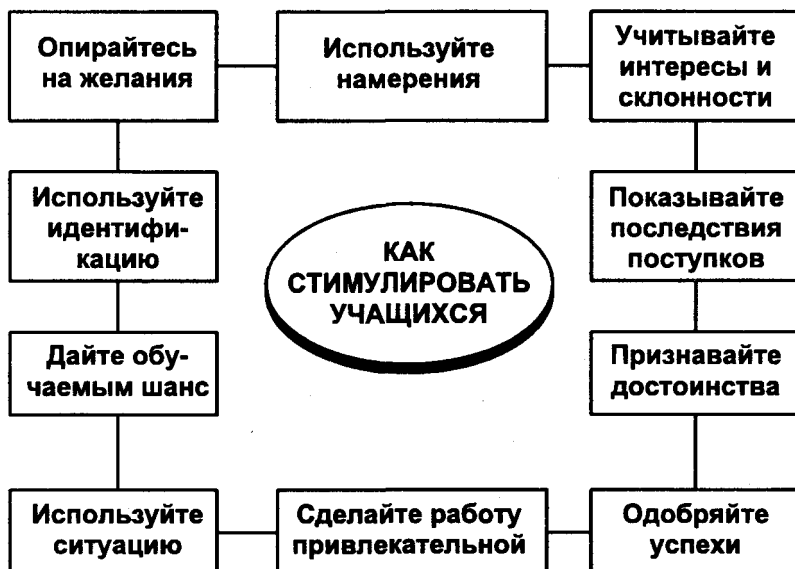 Опирайтесь
на желания
Используйте
намерения
Учитывайте
интересы и
склонности
Используйте
идентифи-
кацию
КАК
СТИМУЛИРОВАТЬ
УЧАЩИХСЯ
Показывайте
последствия
поступков
Дайте обу-
чаемым шанс
Признавайте
достоинства
Используйте
ситуацию
Сделайте работу
привлекательной
Одобряйте
успехи